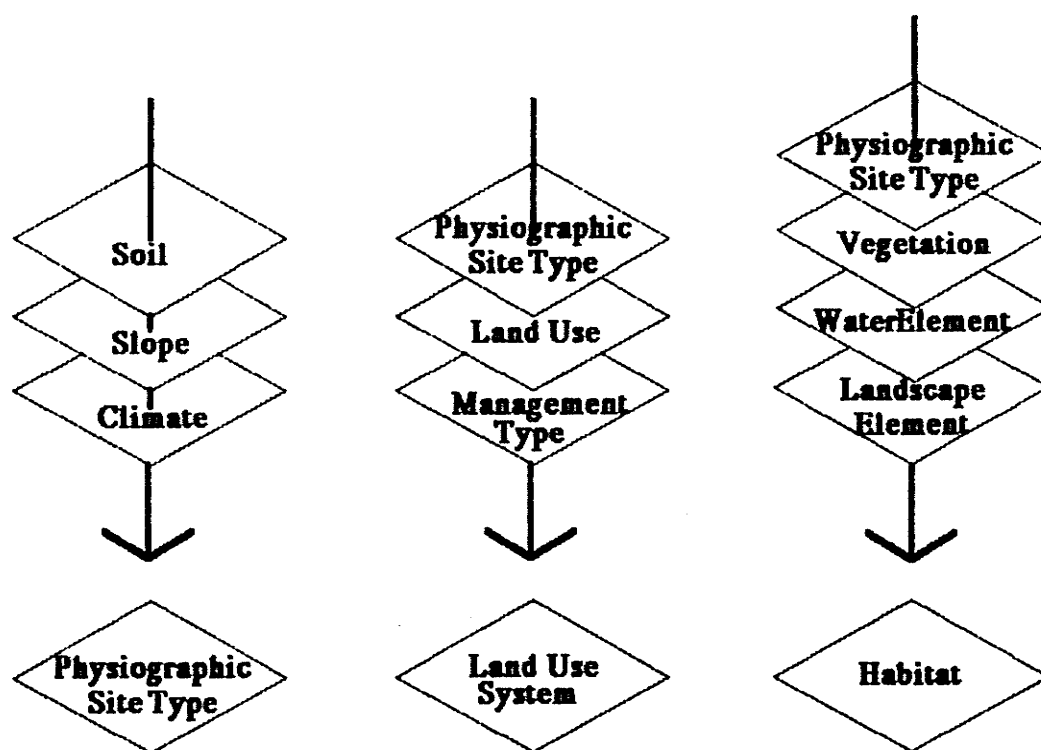 Soil
Slope
Climate
Physiographic
Site Type
Physiographic
Site Type
Land Use
Management
Type
Land Use
System
Physiographic
Site Type
Vegetation
WaterElement
Landscape
Element
Habitat